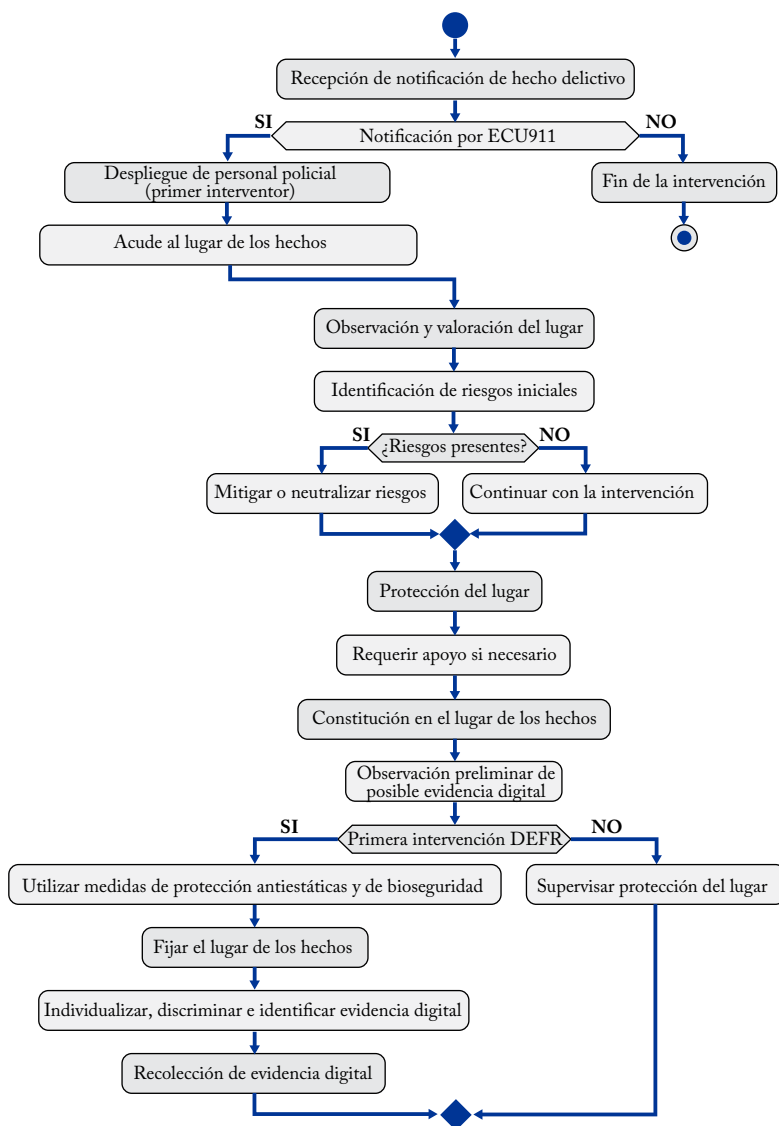 Recepción de notificación de hecho delictivo
SI
NO
Notificación por ECU911
Despliegue de personal policial
(primer interventor)
Fin de la intervención
Acude al lugar de los hechos
Observación y valoración del lugar
Identificación de riesgos iniciales
SI
NO
¿Riesgos presentes?
Mitigar o neutralizar riesgos
Continuar con la intervención
Protección del lugar
Requerir apoyo si necesario
Constitución en el lugar de los hechos
Observación preliminar de
posible evidencia digital
SI
NO
Primera intervención DEFR
Utilizar medidas de protección antiestáticas y de bioseguridad
Supervisar protección del lugar
Fijar el lugar de los hechos
Individualizar, discriminar e identificar evidencia digital
Recolección de evidencia digital